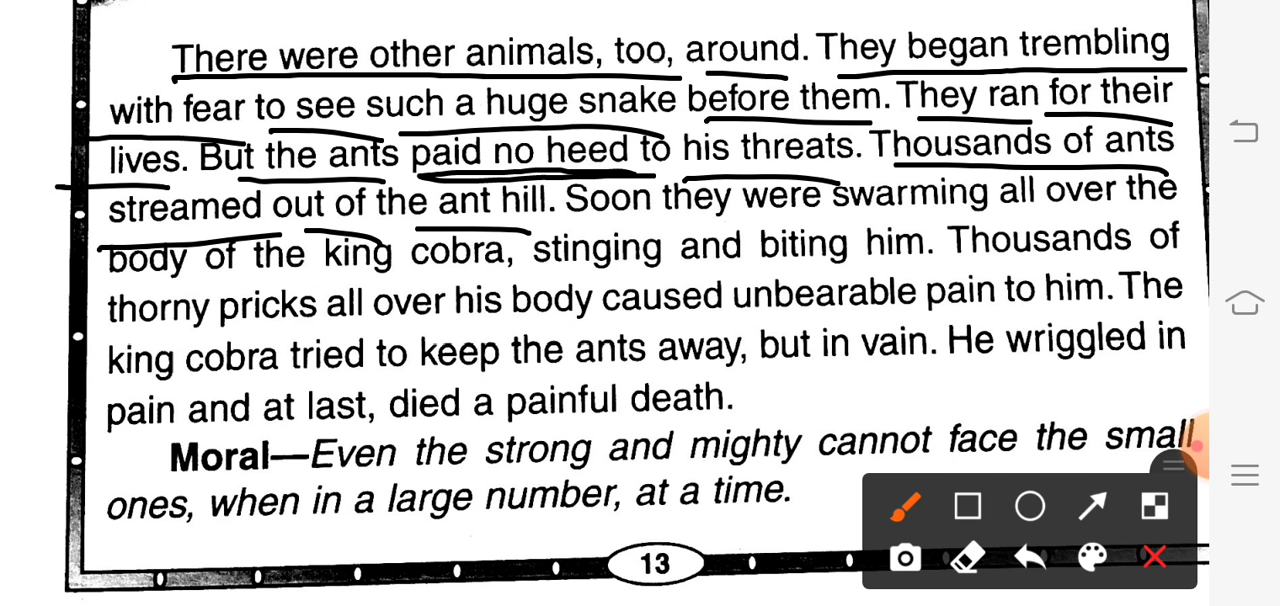 There were other animals, too, around. They began trembling
with fear to see such a huge snake before them. They ran for their
lives. But the ants paid no heed to his threats. Thousands of ants
streamed out of the ant hill. Soon they were swarming all over the
body of the king cobra, stinging and biting him. Thousands of
thorny pricks all over his body caused unbearable pain to him. The
king cobra tried to keep the ants away, but in vain. He wriggled in
pain and at last, died a painful death.
Moral—Even the strong and mighty cannot face the small
ones, when in a large number, at a time.
13